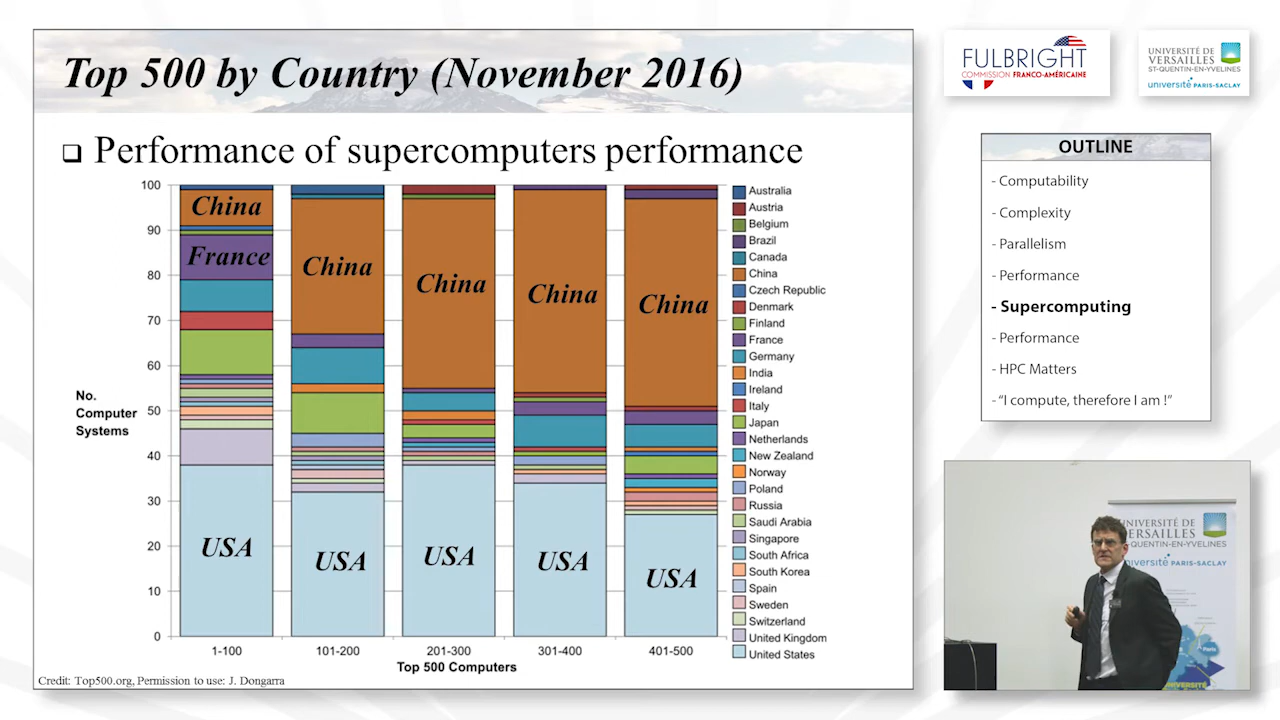 Top 500 by Country (November 2016)
Performance of supercomputers performance
100
90
80
70
60
50
40
30
20
10
0
No.
Computer
Systems
China
France
USA
China
USA
China
USA
China
USA
China
USA
1-100
101-200
201-300
301-400
401-500
Top 500 Computers
Australia
Austria
Belgium
Brazil
Canada
China
Czech Republic
Denmark
Finland
France
Germany
India
Ireland
Italy
Japan
Netherlands
New Zealand
Norway
Poland
Russia
Saudi Arabia
Singapore
South Africa
South Korea
Spain
Sweden
Switzerland
United Kingdom
United States
Credit: Top500.org, Permission to use: J. Dongarra
FULBRIGHT
COMMISSION FRANCO-AMÉRICAINE
UNIVERSITÉ DE
VERSAILLES
ST-QUENTIN-EN-YVELINES
université PARIS-SACLAY
OUTLINE
- Computability
- Complexity
- Parallelism
- Performance
- Supercomputing
- Performance
- HPC Matters
- “I compute, therefore I am !”
UNIVERSITÉ DE
VERSAILLES
QUENTIN-EN-YVELINES
université PARIS-SACLAY
Paris
UNIVERSITÉ